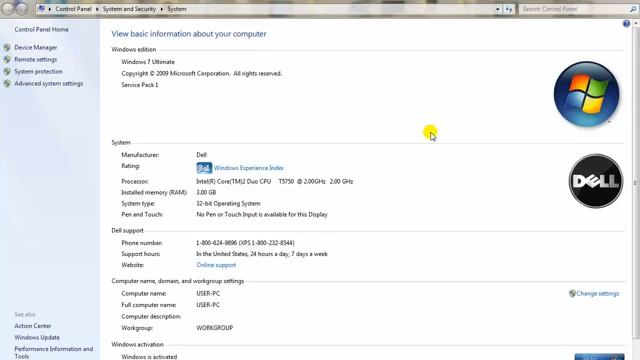 Control Panel ▸ System and Security ▸ System
Search Control Panel
Control Panel Home
Device Manager
Remote settings
System protection
Advanced system settings
View basic information about your computer
Windows edition
Windows 7 Ultimate
Copyright © 2009 Microsoft Corporation. All rights reserved.
Service Pack 1
System
Manufacturer: Dell
Rating: 3.1 Windows Experience Index
Processor: Intel(R) Core(TM)2 Duo CPU T5750 @ 2.00GHz 2.00 GHz
Installed memory (RAM): 3.00 GB
System type: 32-bit Operating System
Pen and Touch: No Pen or Touch Input is available for this Display
DELL
Dell support
Phone number: 1-800-624-9896 (XPS 1-800-232-8544)
Support hours: In the United States, 24 hours a day, 7 days a week
Website: Online support
Computer name, domain, and workgroup settings
Computer name: USER-PC
Change settings
Full computer name: USER-PC
Computer description:
Workgroup: WORKGROUP
Windows activation
Windows is activated
See also
Action Center
Windows Update
Performance Information and
Tools